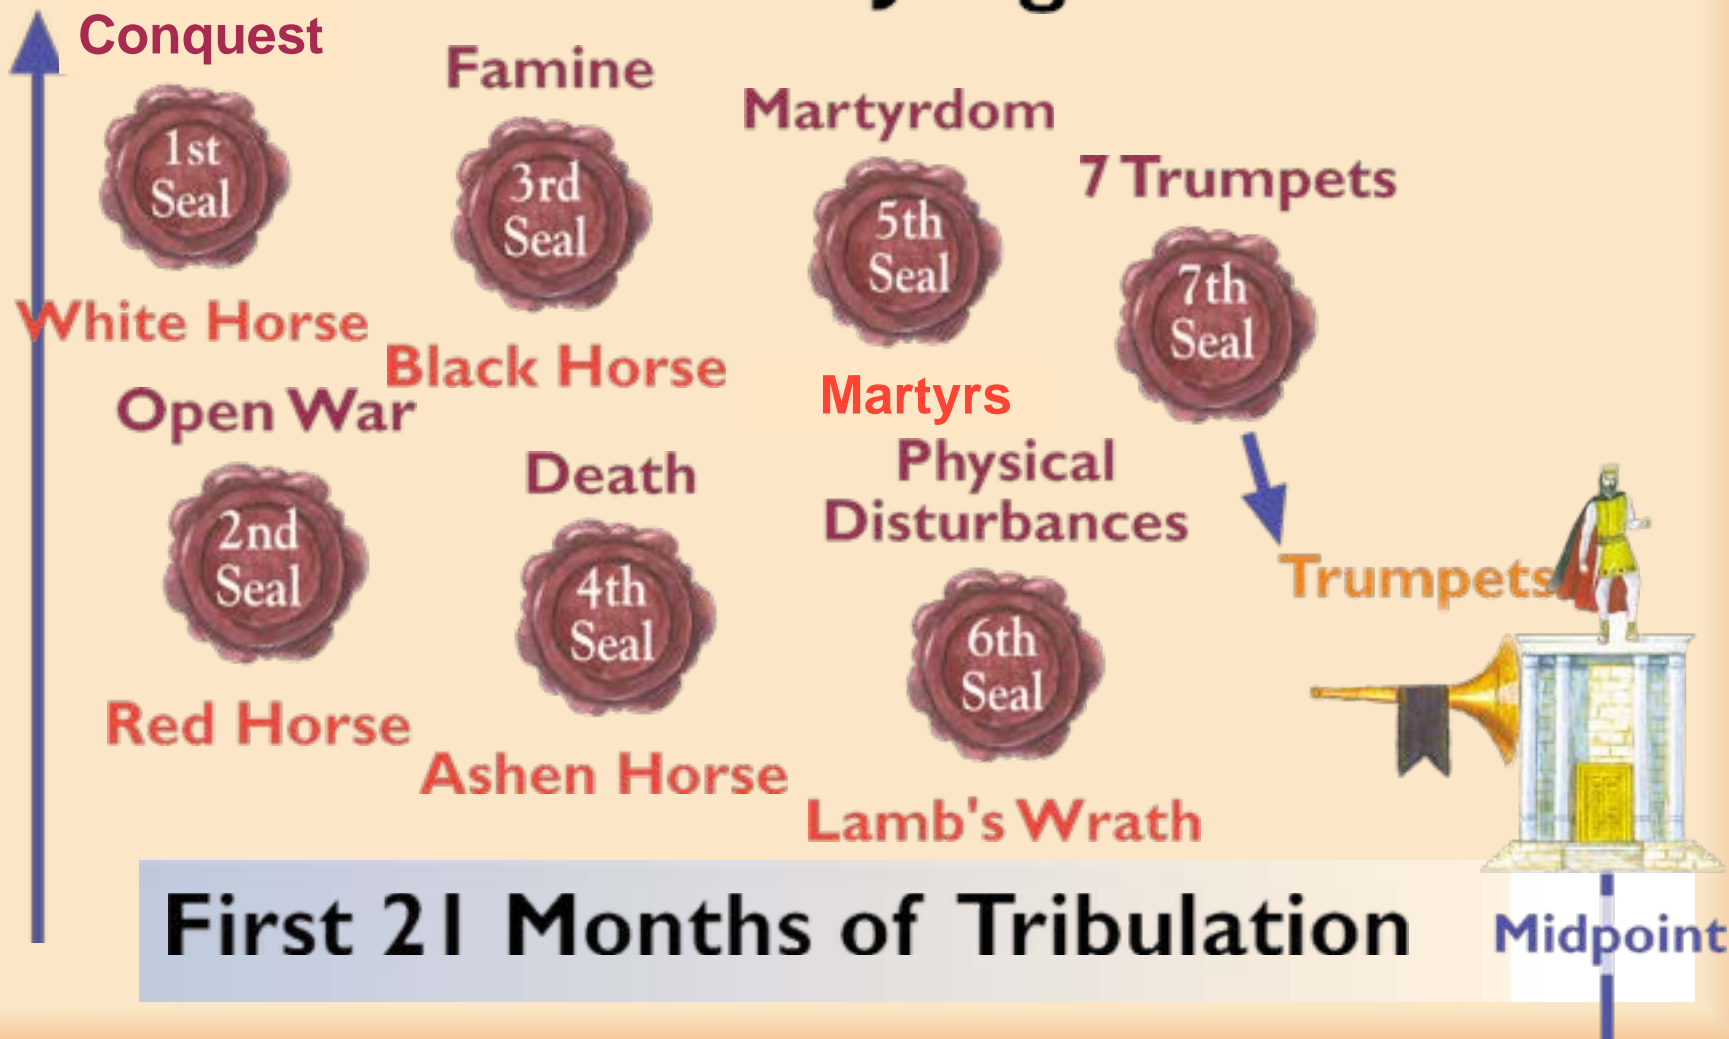 Conquest
1st
Seal
White Horse
Open War
2nd
Seal
Red Horse
Famine
3rd
Seal
Black Horse
Death
4th
Seal
Ashen Horse
Martyrdom
5th
Seal
Martyrs
Physical
Disturbances
6th
Seal
Lamb's Wrath
7 Trumpets
7th
Seal
Trumpets
First 21 Months of Tribulation
Midpoint